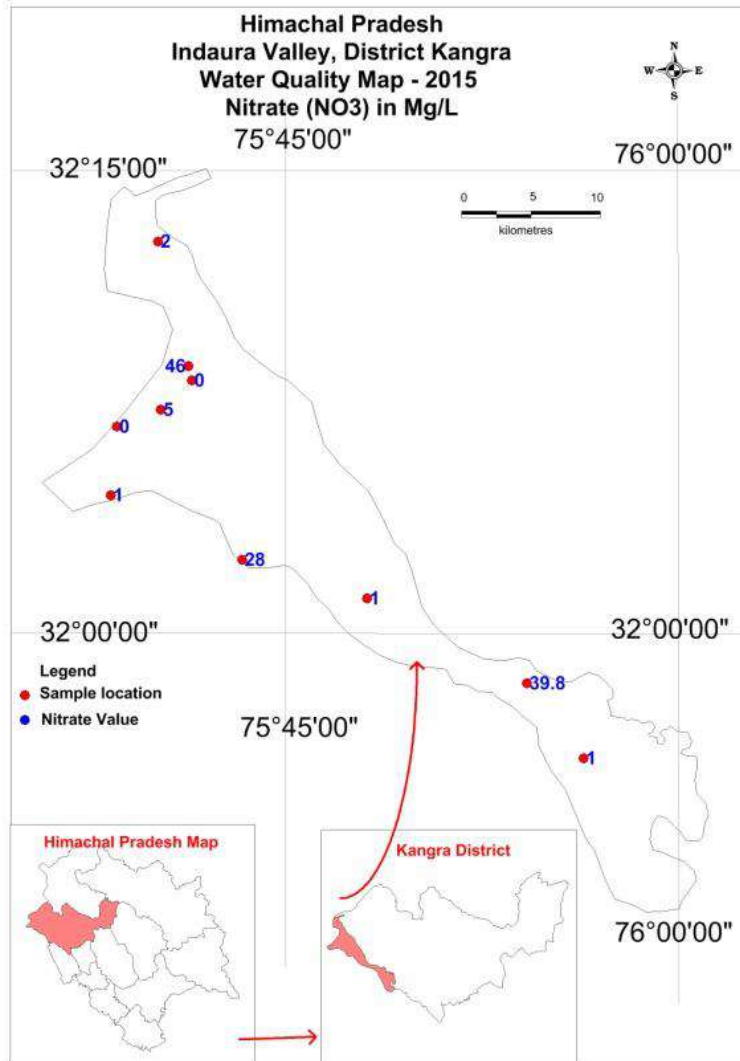 Himachal Pradesh
Indaura Valley, District Kangra
Water Quality Map - 2015
Nitrate (NO3) in Mg/L
N
W E
S
75°45'00"
76°00'00"
32°15'00"
0 5 10
kilometres
2
46
0
5
0
1
28
1
32°00'00"
32°00'00"
Legend
Sample location
Nitrate Value
39.8
75°45'00"
1
Himachal Pradesh Map
Kangra District
76°00'00"